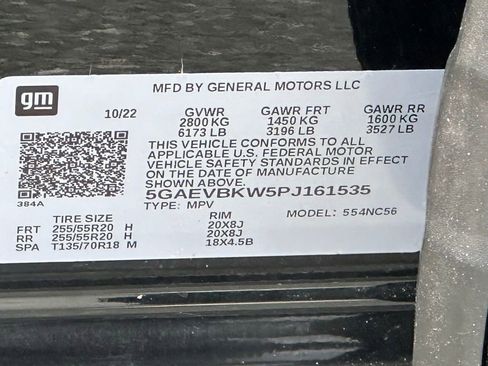 gm
MFD BY GENERAL MOTORS LLC
10/22 GVWR GAWR FRT GAWR RR
2800 KG 1450 KG 1600 KG
6173 LB 3196 LB 3527 LB
THIS VEHICLE CONFORMS TO ALL
APPLICABLE U.S. FEDERAL MOTOR
VEHICLE SAFETY STANDARDS IN EFFECT
ON THE DATE OF MANUFACTURE
SHOWN ABOVE.
5GAEVBKW5PJ161535
384A TYPE: MPV MODEL: 554NC56
TIRE SIZE RIM
FRT 255/55R20 H 20X8J
RR 255/55R20 H 20X8J
SPA T135/70R18 M 18X4.5B